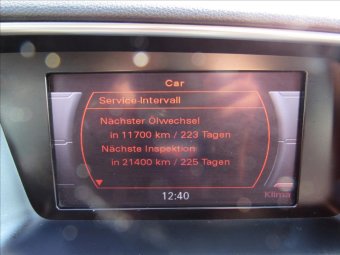 Car
Service-Intervall
Nächster Ölwechsel
in 11700 km / 223 Tagen
Nächste Inspektion
in 21400 km / 225 Tagen
12:40
Klima